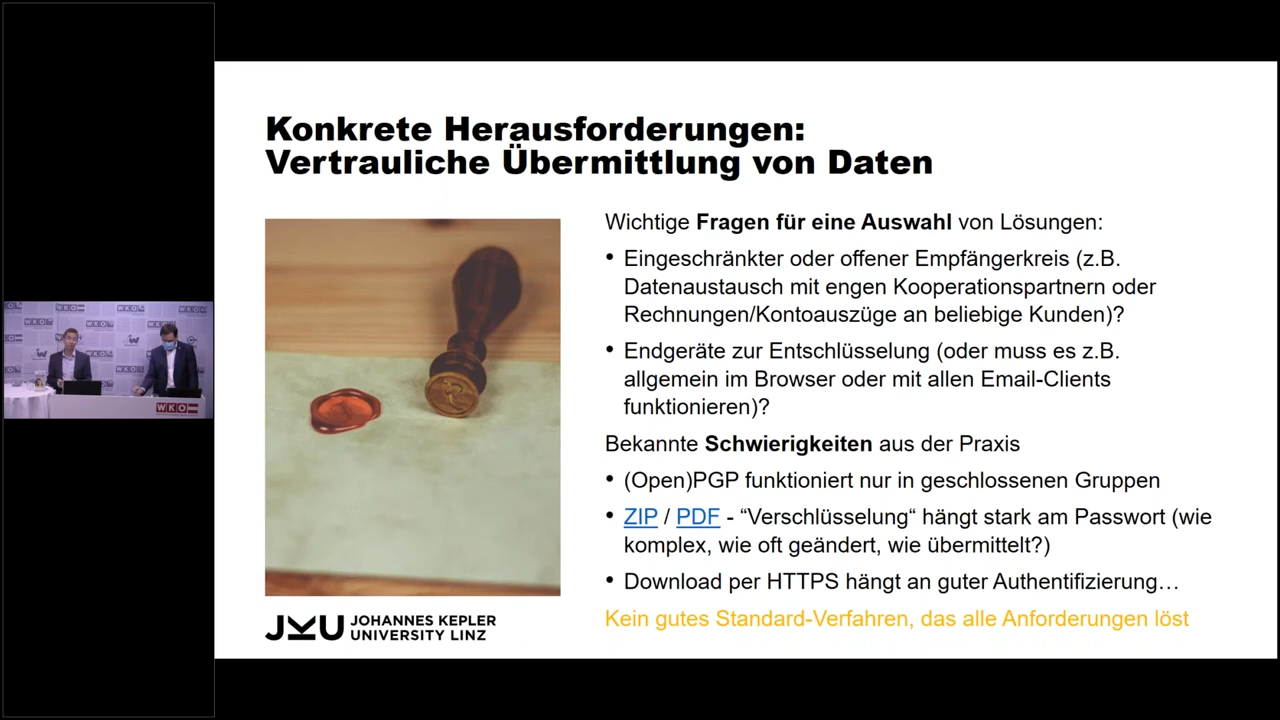 Konkrete Herausforderungen:
Vertrauliche Übermittlung von Daten
Wichtige Fragen für eine Auswahl von Lösungen:
• Eingeschränkter oder offener Empfängerkreis (z.B.
Datenaustausch mit engen Kooperationspartnern oder
Rechnungen/Kontoauszüge an beliebige Kunden)?
• Endgeräte zur Entschlüsselung (oder muss es z.B.
allgemein im Browser oder mit allen Email-Clients
funktionieren)?
Bekannte Schwierigkeiten aus der Praxis
• (Open)PGP funktioniert nur in geschlossenen Gruppen
• ZIP / PDF - “Verschlüsselung“ hängt stark am Passwort (wie
komplex, wie oft geändert, wie übermittelt?)
• Download per HTTPS hängt an guter Authentifizierung…
Kein gutes Standard-Verfahren, das alle Anforderungen löst
JKU JOHANNES KEPLER
UNIVERSITY LINZ
WKO